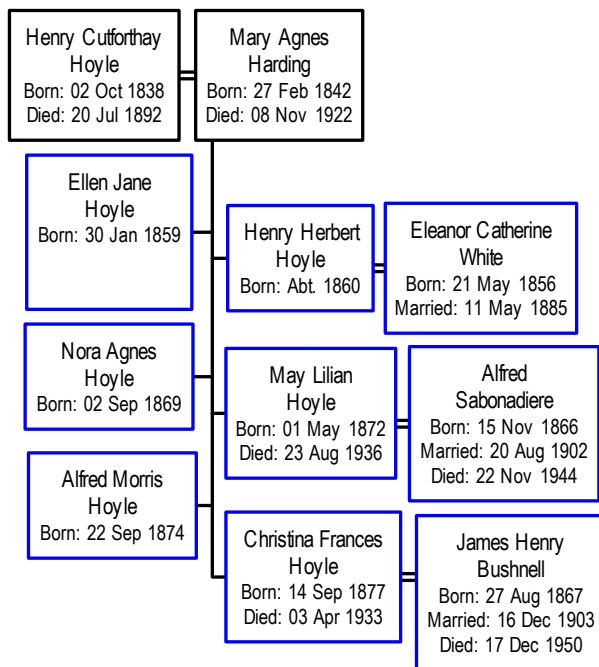 Henry Cutforthay
Hoyle
Born: 02 Oct 1838
Died: 20 Jul 1892
Mary Agnes
Harding
Born: 27 Feb 1842
Died: 08 Nov 1922
Ellen Jane
Hoyle
Born: 30 Jan 1859
Henry Herbert
Hoyle
Born: Abt. 1860
Eleanor Catherine
White
Born: 21 May 1856
Married: 11 May 1885
Nora Agnes
Hoyle
Born: 02 Sep 1869
May Lilian
Hoyle
Born: 01 May 1872
Died: 23 Aug 1936
Alfred
Sabonadiere
Born: 15 Nov 1866
Married: 20 Aug 1902
Died: 22 Nov 1944
Alfred Morris
Hoyle
Born: 22 Sep 1874
Christina Frances
Hoyle
Born: 14 Sep 1877
Died: 03 Apr 1933
James Henry
Bushnell
Born: 27 Aug 1867
Married: 16 Dec 1903
Died: 17 Dec 1950